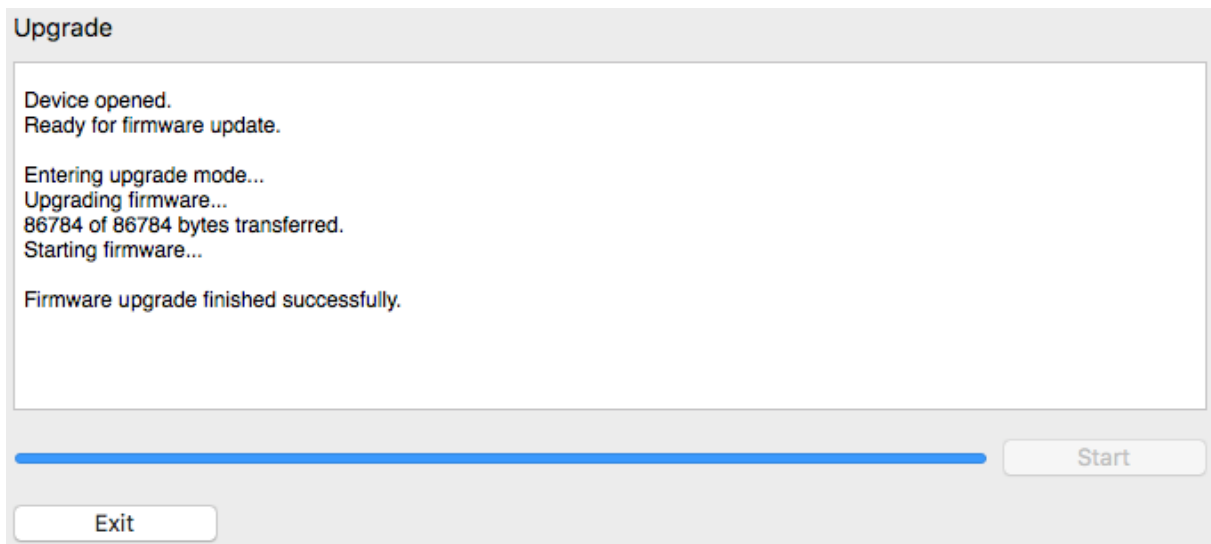 Upgrade
Device opened.
Ready for firmware update.
Entering upgrade mode...
Upgrading firmware...
86784 of 86784 bytes transferred.
Starting firmware...
Firmware upgrade finished successfully.
Start
Exit